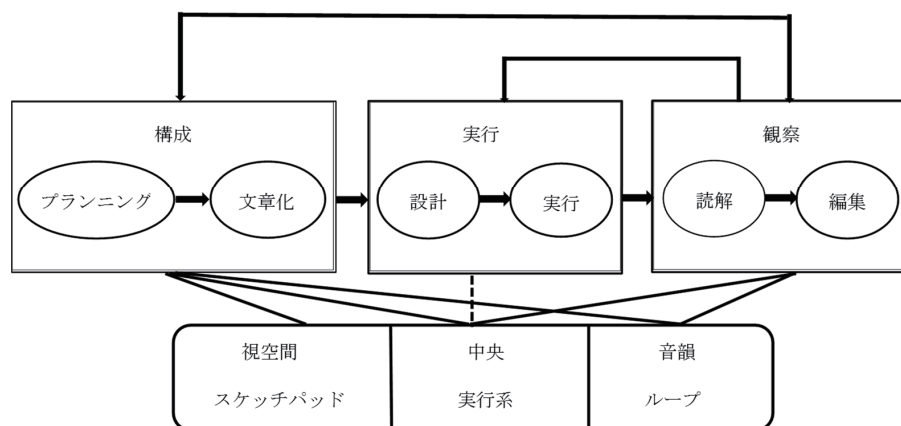 構成
プランニング
文章化
実行
設計
実行
観察
読解
編集
視空間
スケッチパッド
中央
実行系
音韻
ループ